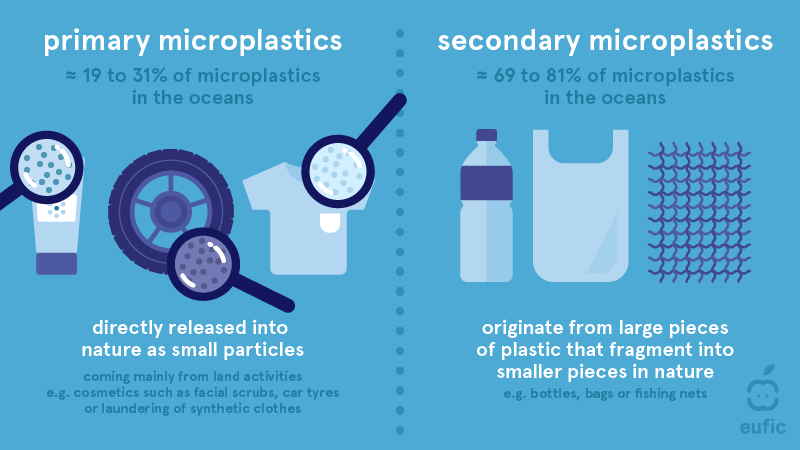 primary microplastics
≈ 19 to 31% of microplastics
in the oceans
directly released into
nature as small particles
coming mainly from land activities
e.g. cosmetics such as facial scrubs, car tyres
or laundering of synthetic clothes
secondary microplastics
≈ 69 to 81% of microplastics
in the oceans
originate from large pieces
of plastic that fragment into
smaller pieces in nature
e.g. bottles, bags or fishing nets
eufic